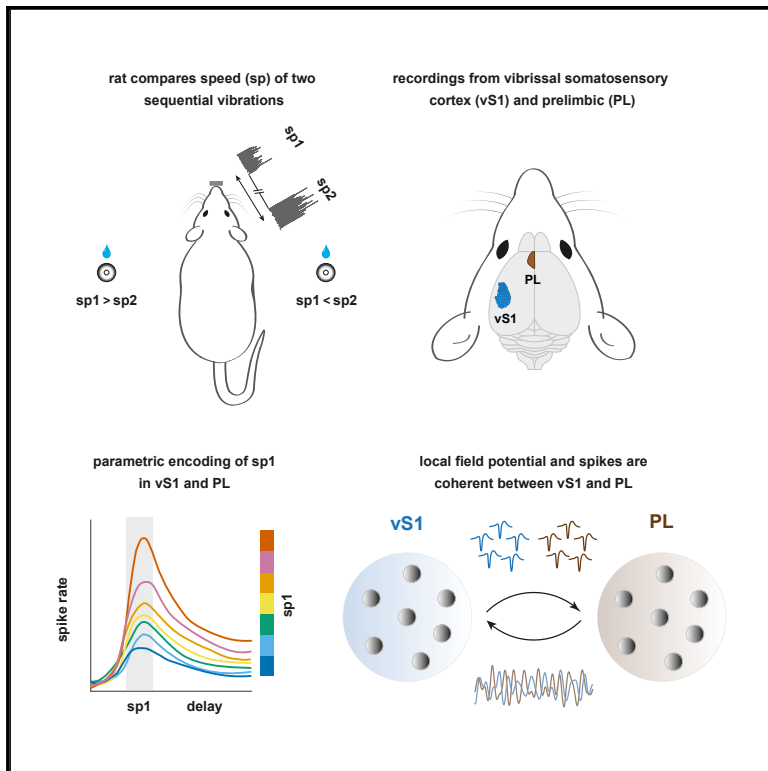 rat compares speed (sp) of two
sequential vibrations
sp1
sp2
sp1 > sp2
sp1 < sp2
recordings from vibrissal somatosensory
cortex (vS1) and prelimbic (PL)
PL
vS1
parametric encoding of sp1
in vS1 and PL
spike rate
sp1
delay
sp1
local field potential and spikes are
coherent between vS1 and PL
vS1
PL